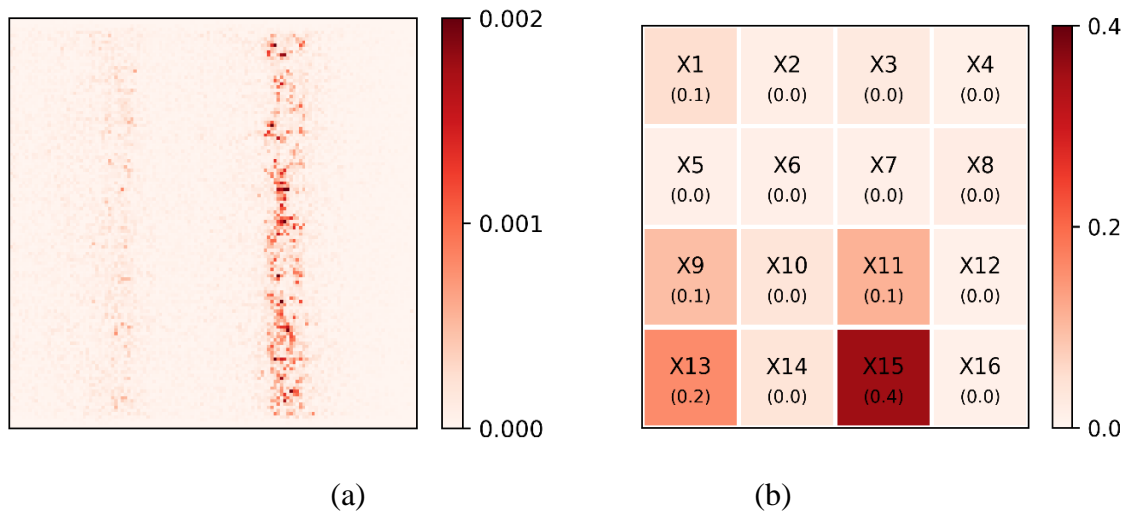 0.002
0.001
0.000
(a)
X1 X2 X3 X4
(0.1) (0.0) (0.0) (0.0)
X5 X6 X7 X8
(0.0) (0.0) (0.0) (0.0)
X9 X10 X11 X12
(0.1) (0.0) (0.1) (0.0)
X13 X14 X15 X16
(0.2) (0.0) (0.4) (0.0)
0.4
0.2
0.0
(b)